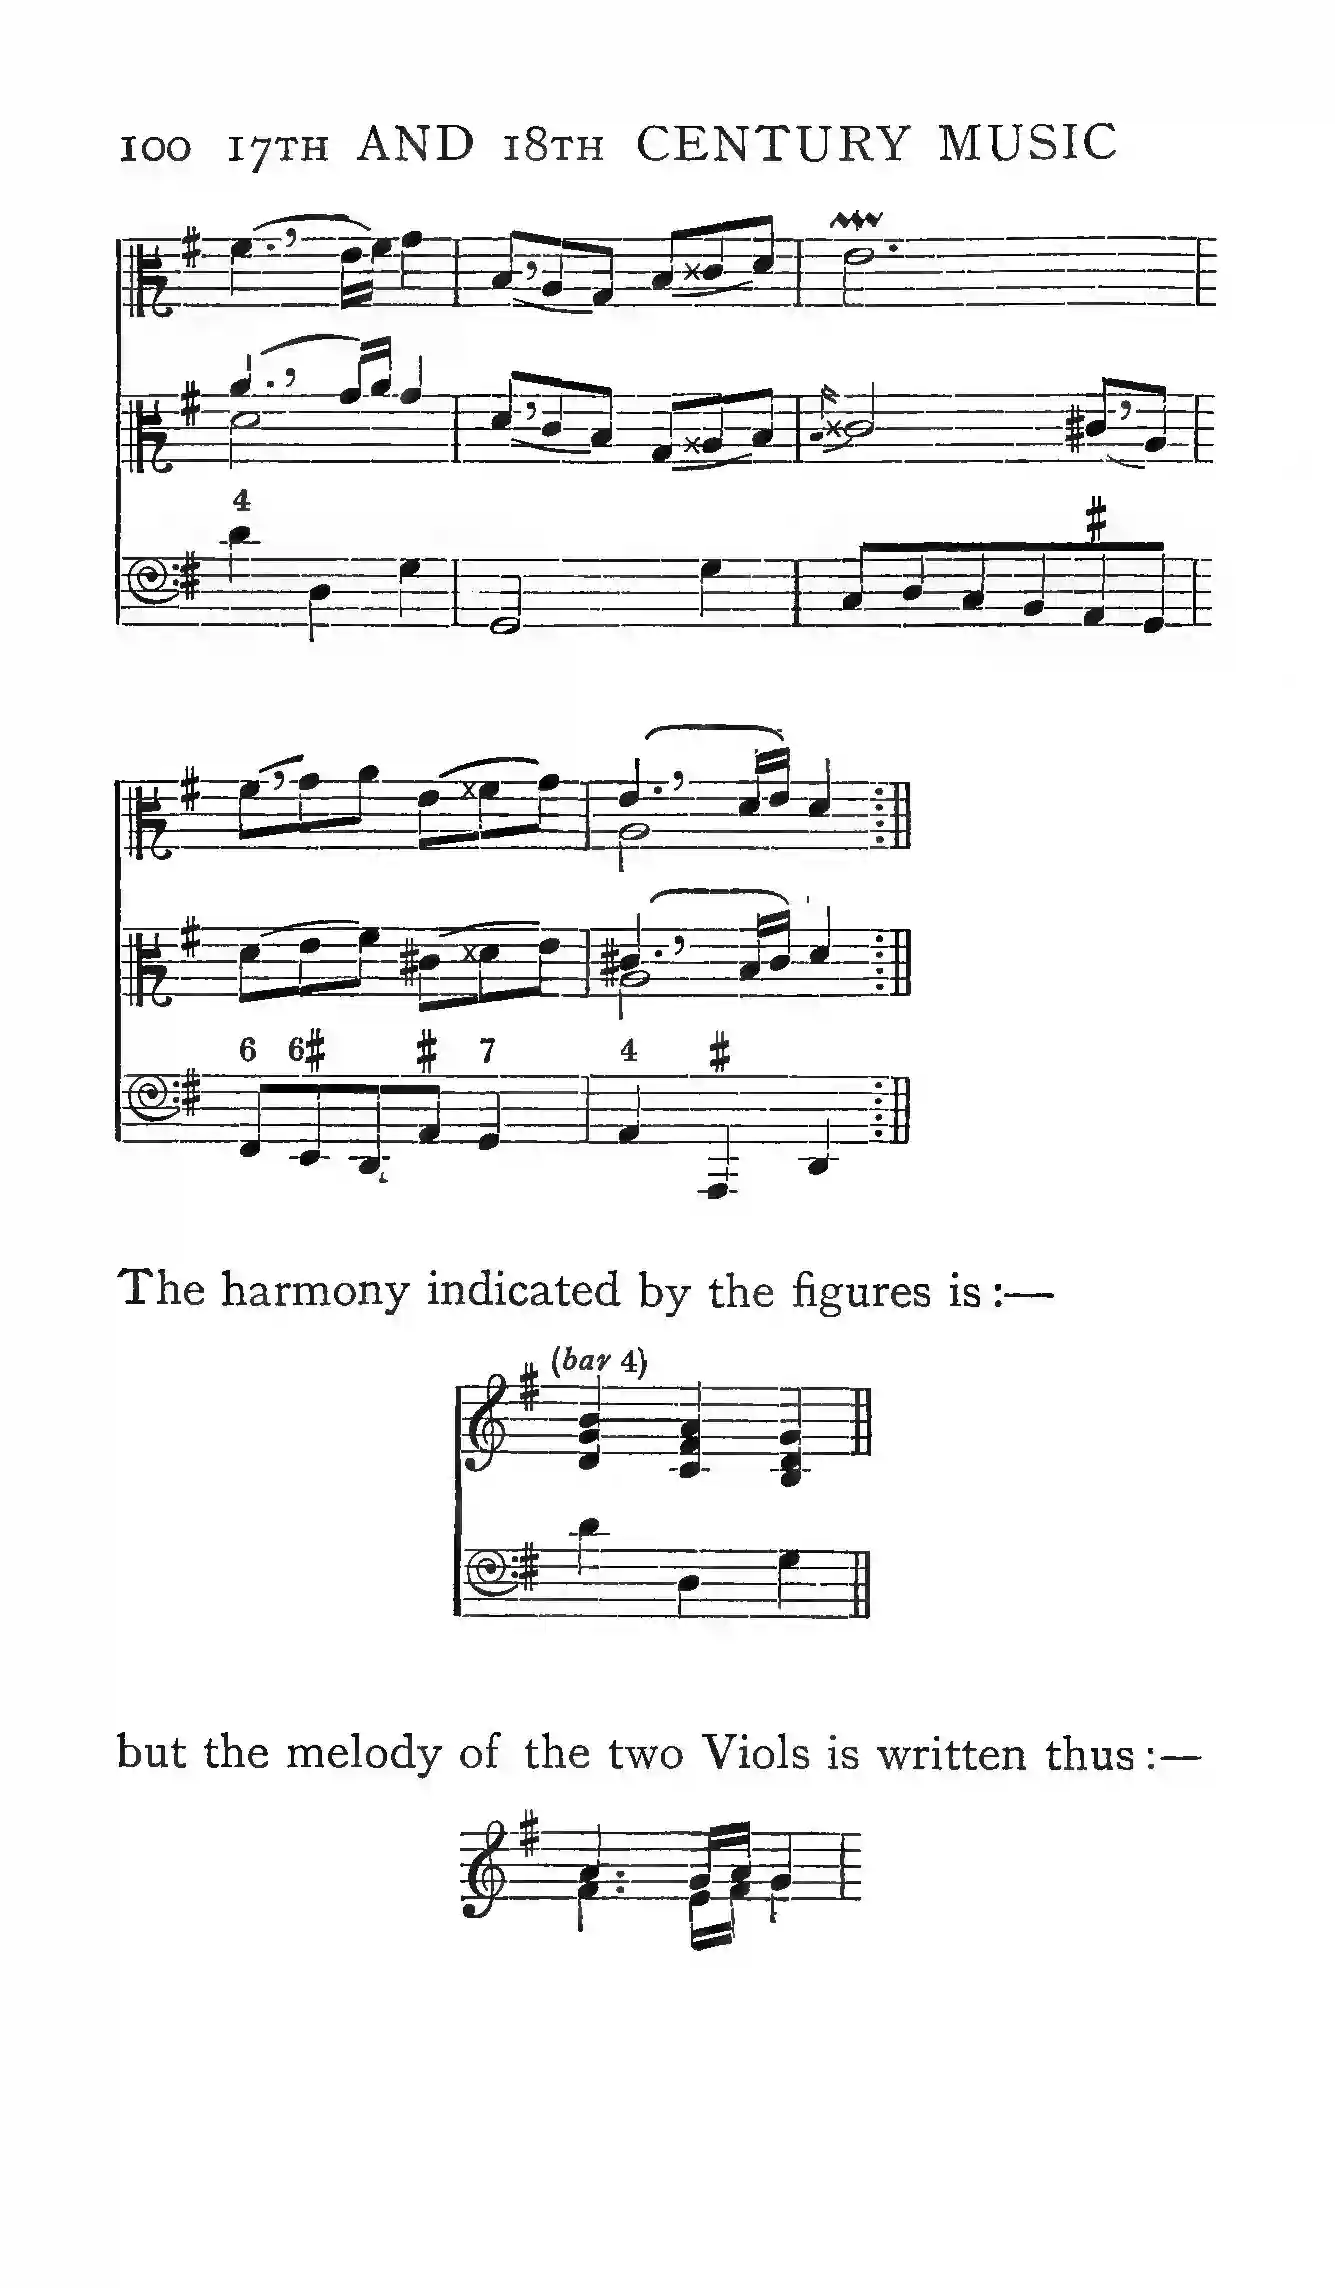 100 17TH AND 18TH CENTURY MUSIC
4
♯
6 6♯ ♯ 7 4 ♯
The harmony indicated by the figures is:—
(bar 4)
but the melody of the two Viols is written thus:—